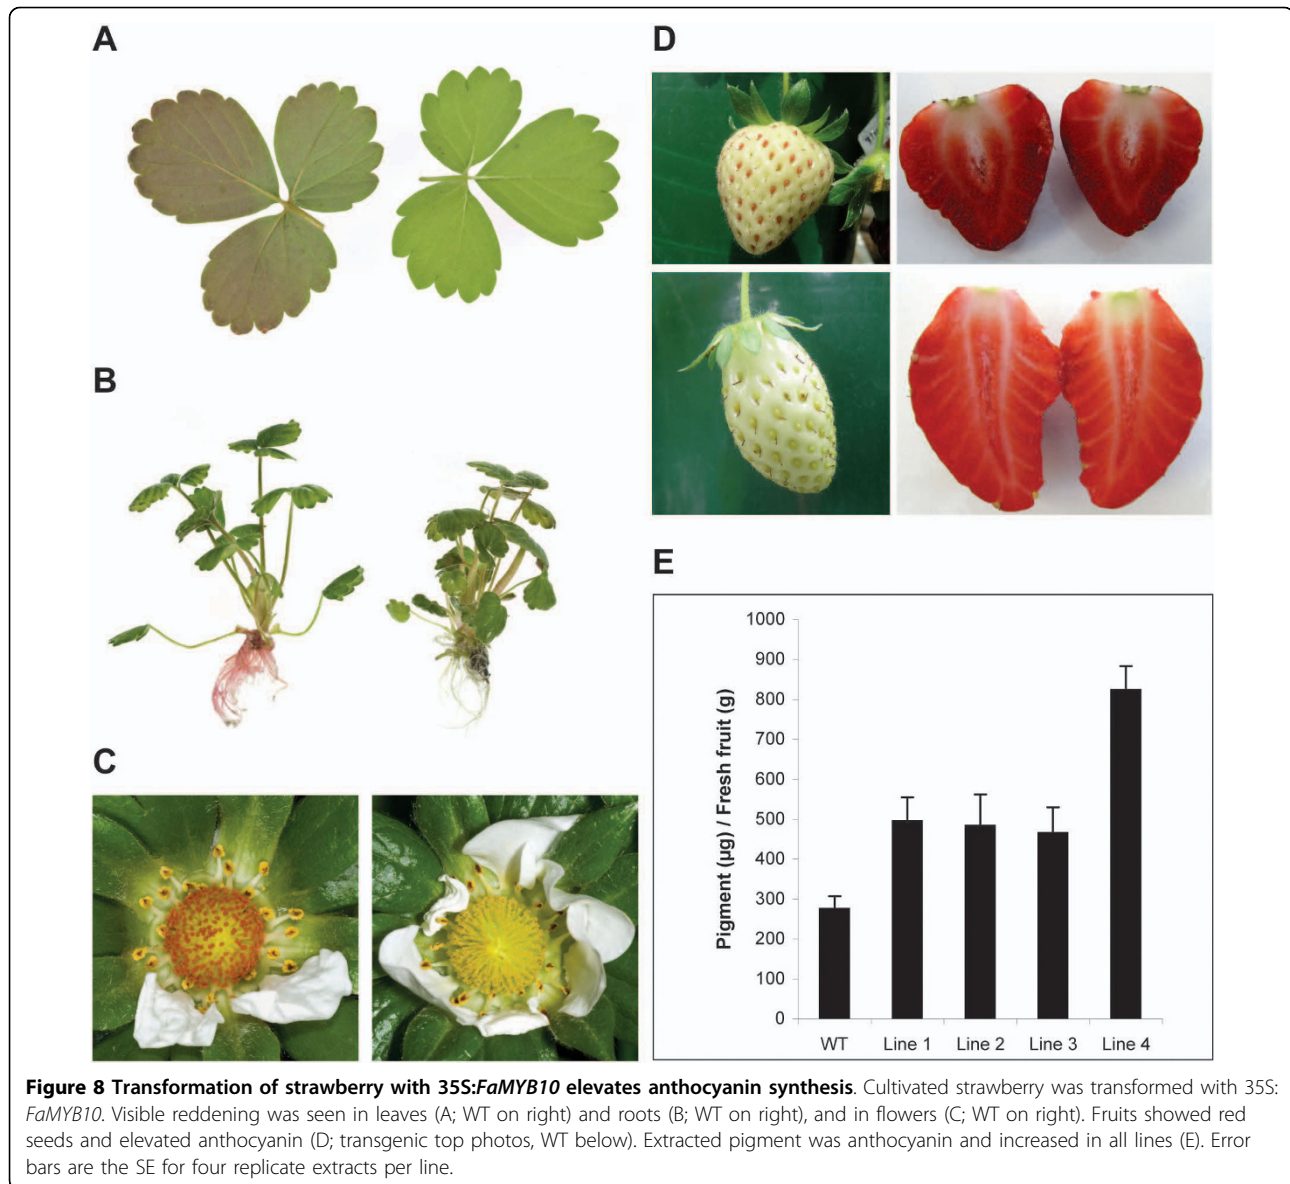 A
D
B
C
E
1000
900
800
700
600
500
400
300
200
100
0
Pigment (µg) / Fresh fruit (g)
WT Line 1 Line 2 Line 3 Line 4
Figure 8 Transformation of strawberry with 35S:FaMYB10 elevates anthocyanin synthesis. Cultivated strawberry was transformed with 35S:
FaMYB10. Visible reddening was seen in leaves (A; WT on right) and roots (B; WT on right), and in flowers (C; WT on right). Fruits showed red
seeds and elevated anthocyanin (D; transgenic top photos, WT below). Extracted pigment was anthocyanin and increased in all lines (E). Error
bars are the SE for four replicate extracts per line.